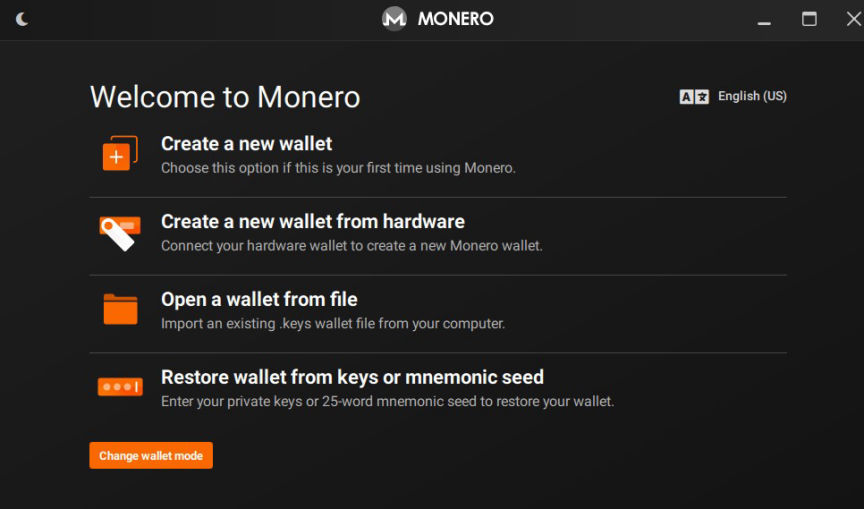 MONERO
Welcome to Monero
English (US)
Create a new wallet
Choose this option if this is your first time using Monero.
Create a new wallet from hardware
Connect your hardware wallet to create a new Monero wallet.
Open a wallet from file
Import an existing .keys wallet file from your computer.
Restore wallet from keys or mnemonic seed
Enter your private keys or 25-word mnemonic seed to restore your wallet.
Change wallet mode